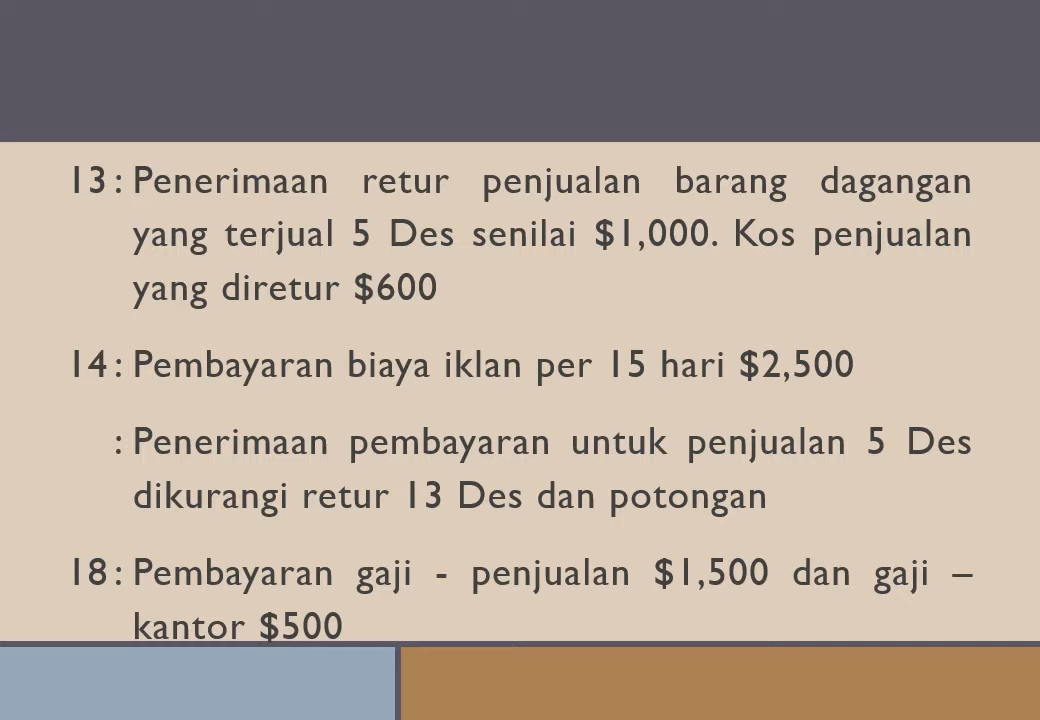 13: Penerimaan retur penjualan barang dagangan
yang terjual 5 Des senilai $1,000. Kos penjualan
yang diretur $600
14: Pembayaran biaya iklan per 15 hari $2,500
: Penerimaan pembayaran untuk penjualan 5 Des
dikurangi retur 13 Des dan potongan
18: Pembayaran gaji - penjualan $1,500 dan gaji –
kantor $500